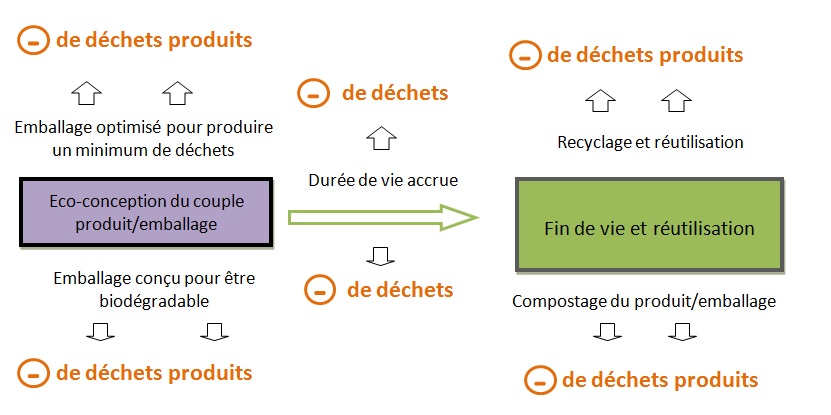 - de déchets produits
Emballage optimisé pour produire
un minimum de déchets
Eco-conception du couple
produit/emballage
Emballage conçu pour être
biodégradable
- de déchets produits
- de déchets
Durée de vie accrue
- de déchets
- de déchets produits
Recyclage et réutilisation
Fin de vie et réutilisation
Compostage du produit/emballage
- de déchets produits